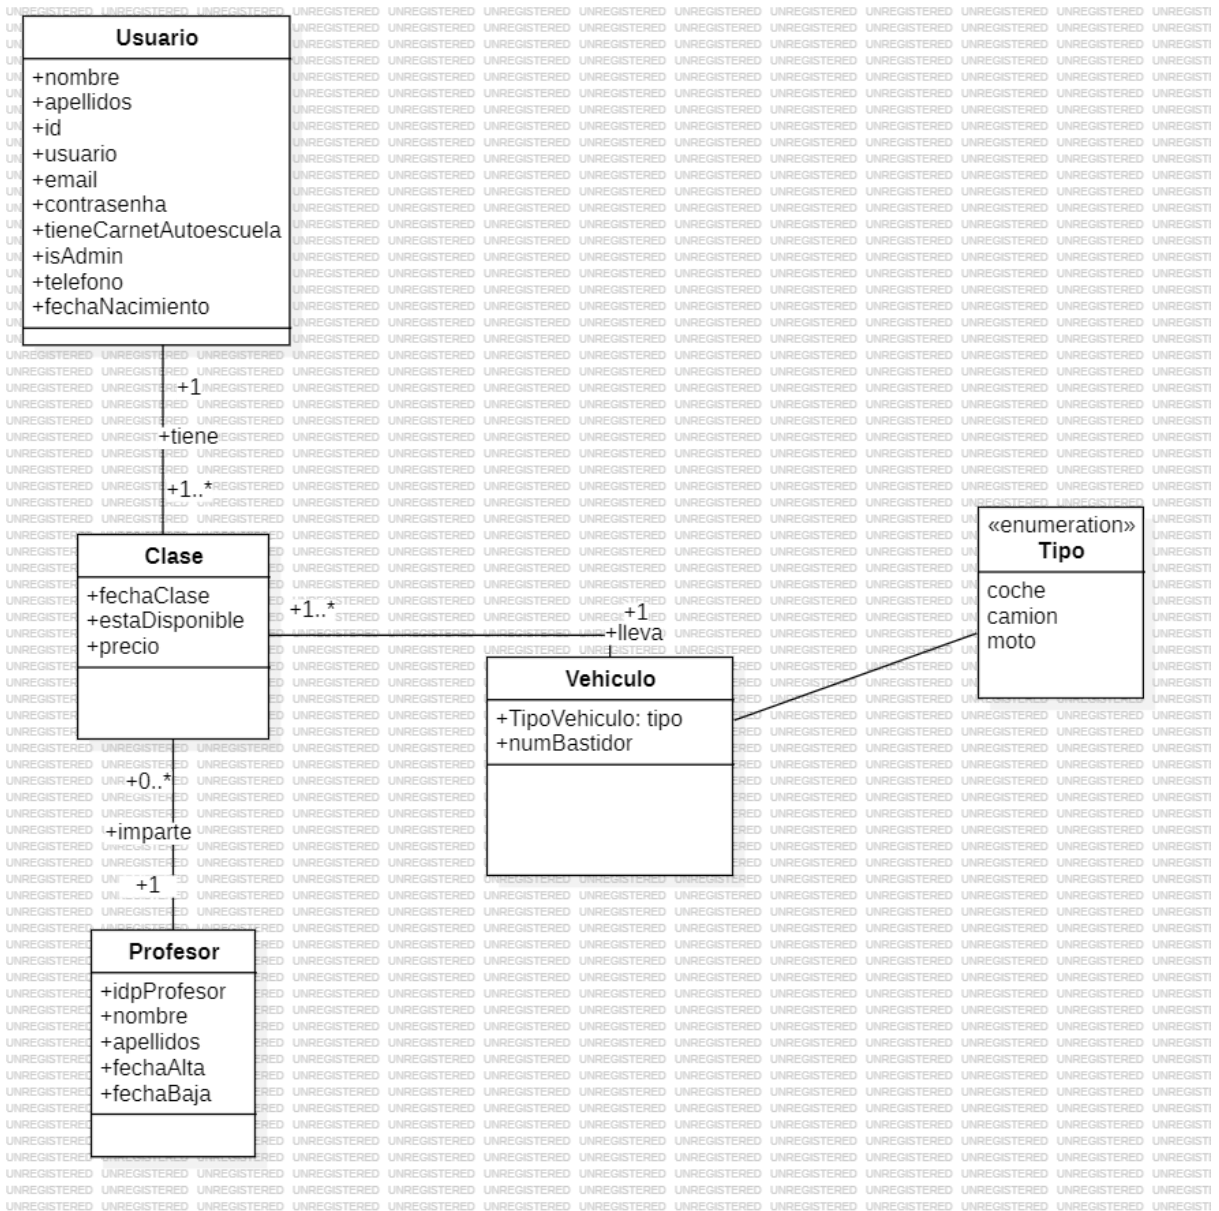 Usuario
+nombre
+apellidos
+id
+usuario
+email
+contrasenha
+tieneCarnetAutoescuela
+isAdmin
+telefono
+fechaNacimiento
+1
+tiene
+1..*
Clase
+fechaClase
+estaDisponible
+precio
+1..*
+1
+lleva
Vehiculo
+TipoVehiculo: tipo
+numBastidor
«enumeration»
Tipo
coche
camion
moto
+0..*
+imparte
+1
Profesor
+idpProfesor
+nombre
+apellidos
+fechaAlta
+fechaBaja
UNREGISTERED